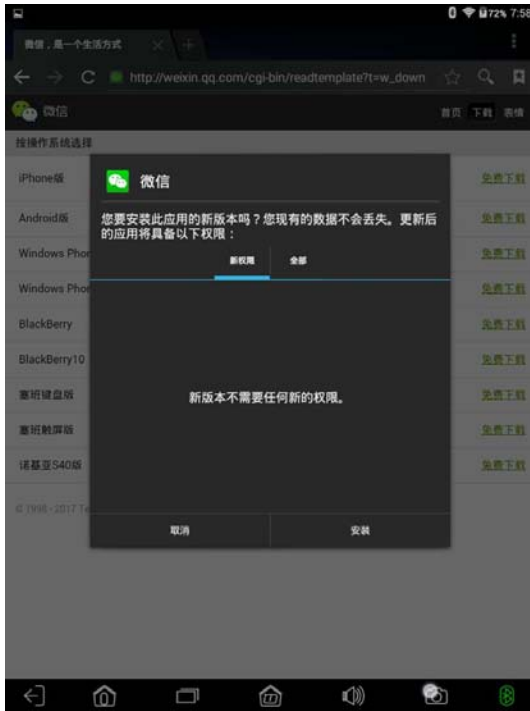 72% 7:58
微信，是一个生活方式
http://weixin.qq.com/cgi-bin/readtemplate?t=w_down
微信
首页 下载 表情
按操作系统选择
iPhone版 免费下载
Android版 免费下载
Windows Phon 免费下载
Windows Phon 免费下载
BlackBerry 免费下载
BlackBerry10 免费下载
塞班键盘版 免费下载
塞班触屏版 免费下载
诺基亚S40版 免费下载
© 1998 - 2017 Te
微信
您要安装此应用的新版本吗？您现有的数据不会丢失。更新后
的应用将具备以下权限：
新权限 全部
新版本不需要任何新的权限。
取消 安装